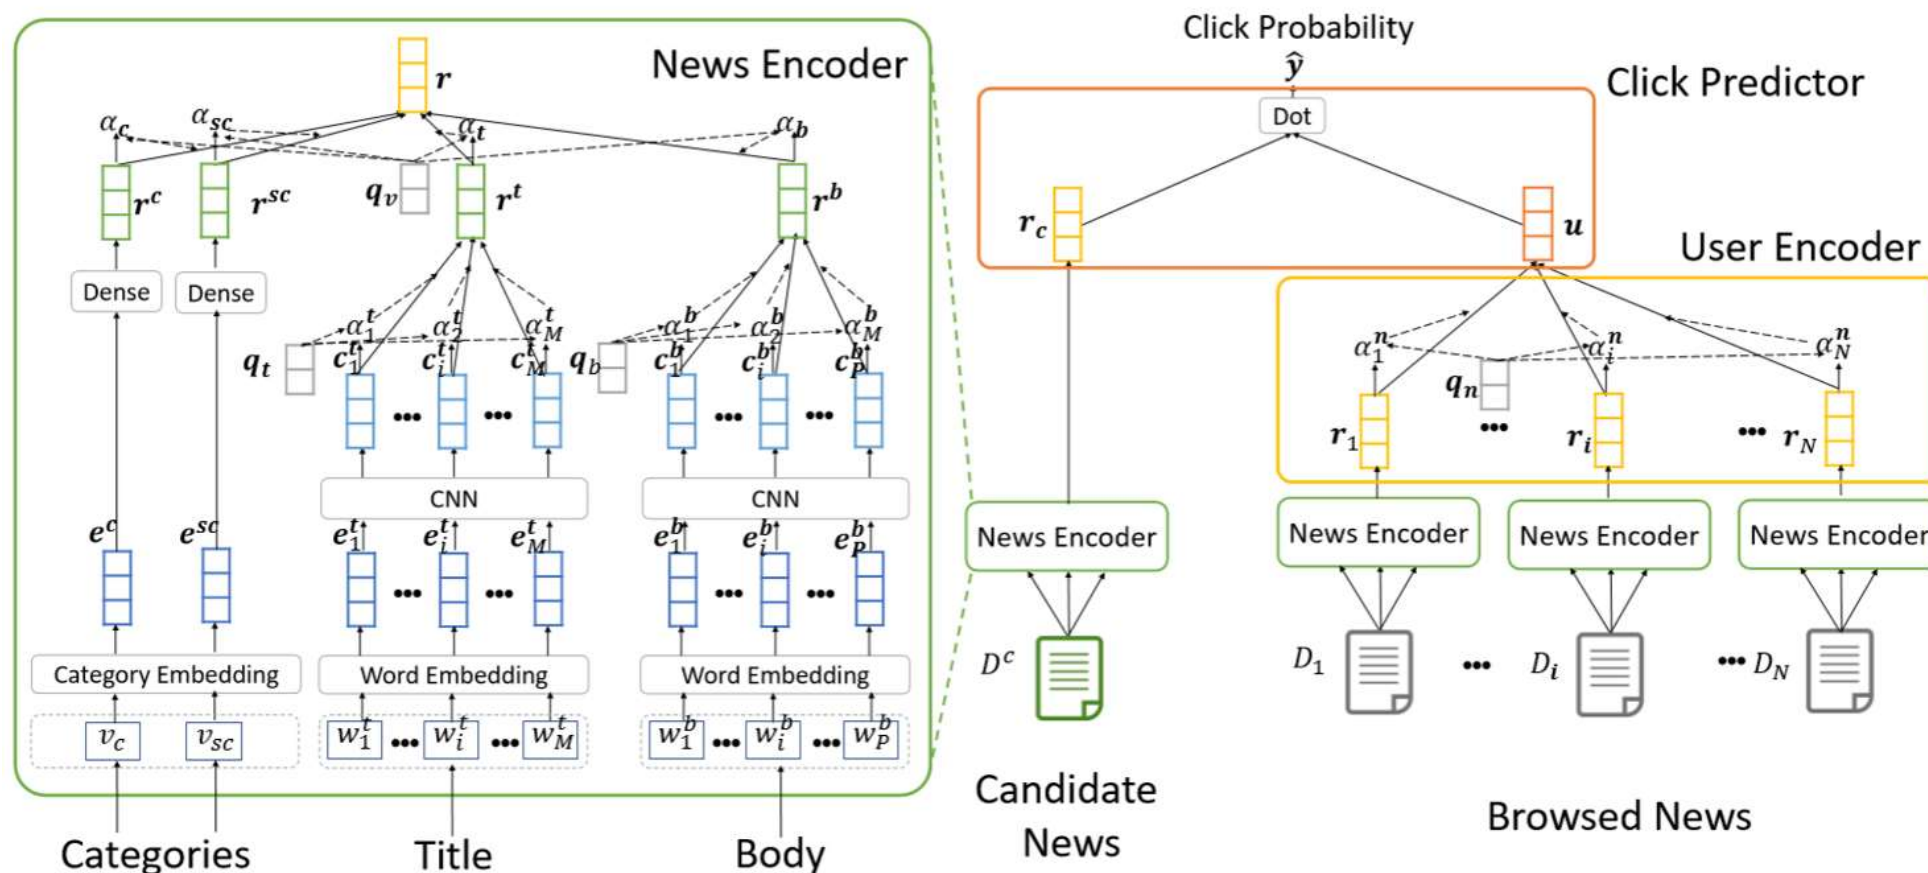 News Encoder
r
α_c α_sc α_t α_b
r^c r^sc q_v r^t r^b
Dense Dense
α_1^t α_2^t α_M^t α_1^b α_2^b α_M^b
q_t c_1^t c_i^t c_M^t q_b c_1^b c_i^b c_P^b
••• ••• ••• •••
CNN CNN
e^c e^sc e_1^t e_i^t e_M^t e_1^b e_i^b e_P^b
••• ••• ••• •••
Category Embedding Word Embedding Word Embedding
v_c v_sc w_1^t ••• w_i^t ••• w_M^t w_1^b ••• w_i^b ••• w_P^b
Categories Title Body
Click Probability
ŷ
Click Predictor
Dot
r_c u
User Encoder
α_1^n α_i^n α_N^n
q_n
r_1 ••• r_i ••• r_N
News Encoder News Encoder News Encoder News Encoder
D^c D_1 ••• D_i ••• D_N
Candidate
News
Browsed News